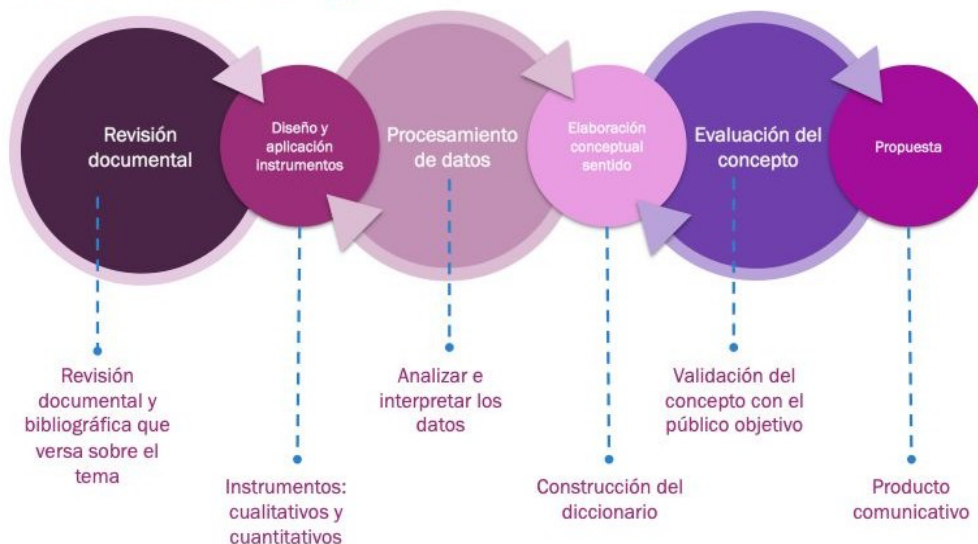 Revisión
documental
Diseño y
aplicación
instrumentos
Procesamiento
de datos
Elaboración
conceptual
sentido
Evaluación del
concepto
Propuesta
Revisión
documental y
bibliográfica que
versa sobre el
tema
Instrumentos:
cualitativos y
cuantitativos
Analizar e
interpretar los
datos
Construcción del
diccionario
Validación del
concepto con el
público objetivo
Producto
comunicativo